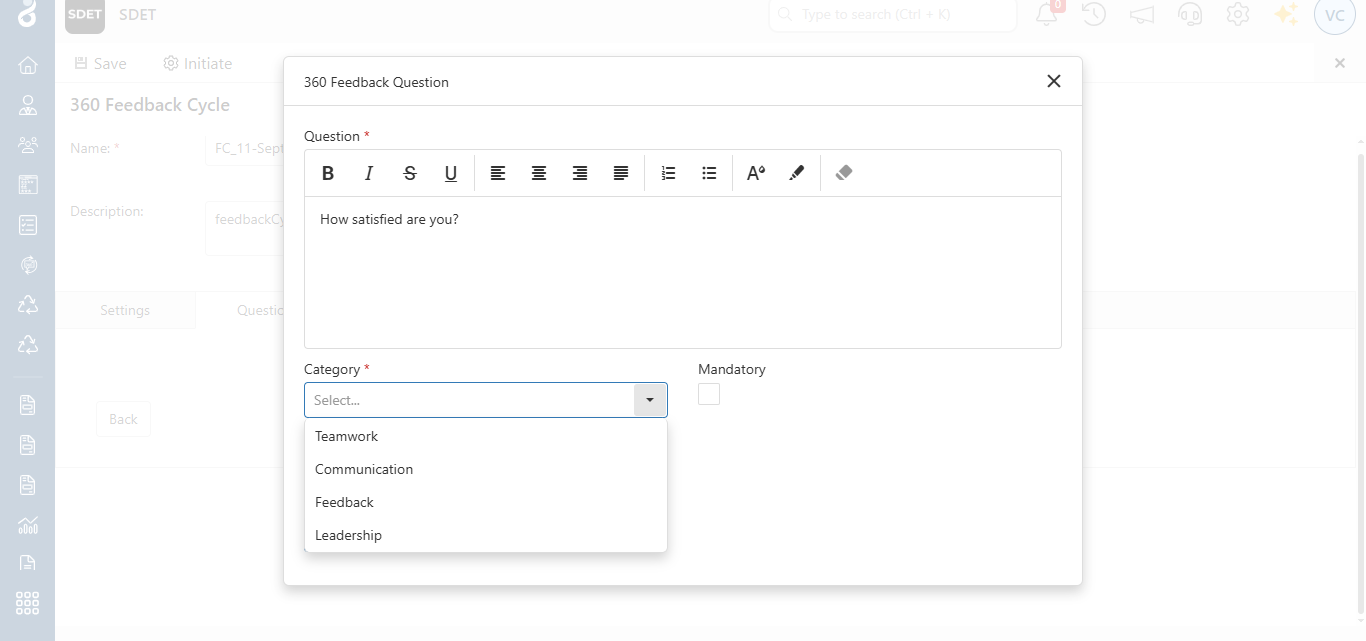 SDET SDET Type to search (Ctrl + K) 0 VC
Save Initiate
360 Feedback Question
360 Feedback Cycle
Question *
Name: * FC_11-Sept
B I S U A
Description: feedbackCy
How satisfied are you?
Settings Questio
Category * Mandatory
Select...
Back
Teamwork
Communication
Feedback
Leadership